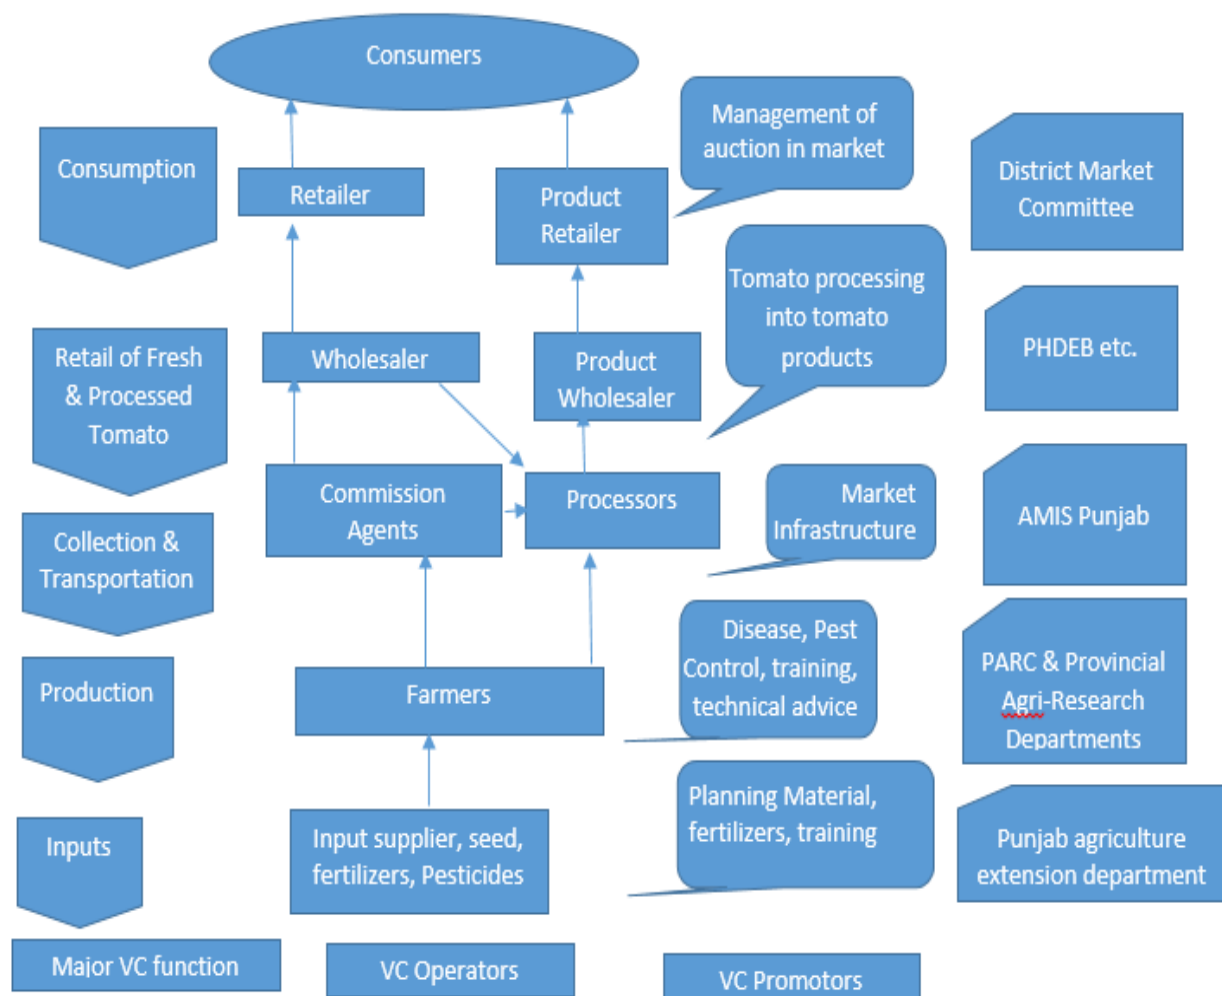 Consumers
Consumption
Retailer
Product
Retailer
Management of
auction in market
District Market
Committee
Retail of Fresh
& Processed
Tomato
Wholesaler
Product
Wholesaler
Tomato processing
into tomato
products
PHDEB etc.
Collection &
Transportation
Commission
Agents
Processors
Market
Infrastructure
AMIS Punjab
Production
Farmers
Disease, Pest
Control, training,
technical advice
PARC & Provincial
Agri-Research
Departments
Inputs
Input supplier, seed,
fertilizers, Pesticides
Planning Material,
fertilizers, training
Punjab agriculture
extension department
Major VC function
VC Operators
VC Promotors